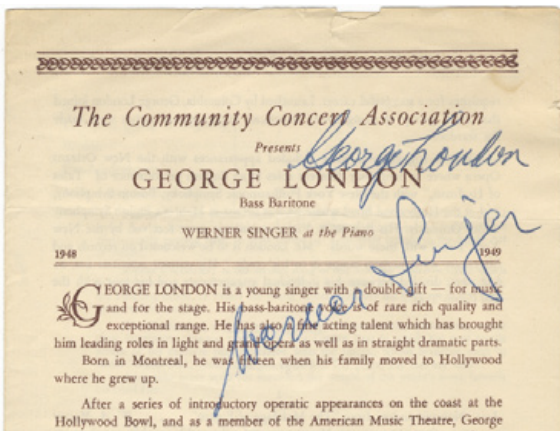 The Community Concert Association
Presents
George London
GEORGE LONDON
Bass Baritone
WERNER SINGER at the Piano
Werner Singer
1948 1949
GEORGE LONDON is a young singer with a double gift — for music
and for the stage. His bass-baritone voice is of rare rich quality and
exceptional range. He has also a fine acting talent which has brought
him leading roles in light and grand opera as well as in straight dramatic parts.
Born in Montreal, he was fifteen when his family moved to Hollywood
where he grew up.
After a series of introductory operatic appearances on the coast at the
Hollywood Bowl, and as a member of the American Music Theatre, George